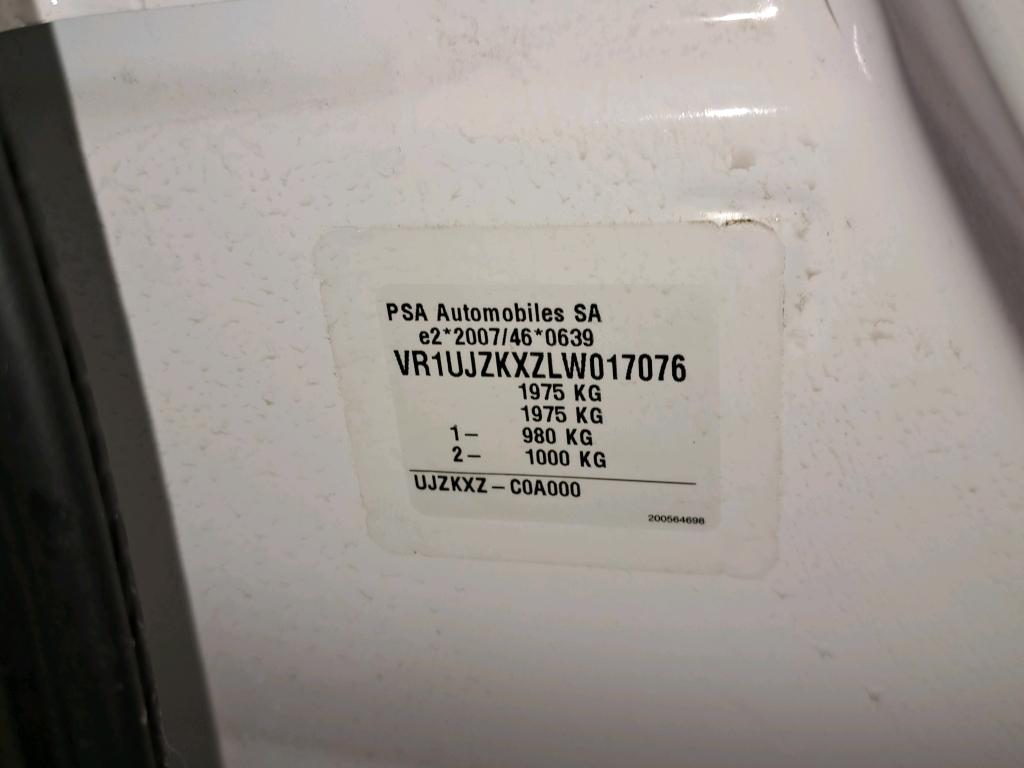 PSA Automobiles SA
e2*2007/46*0639
VR1UJZKXZLW017076
1975 KG
1975 KG
1– 980 KG
2– 1000 KG
UJZKXZ – C0A000
200564698